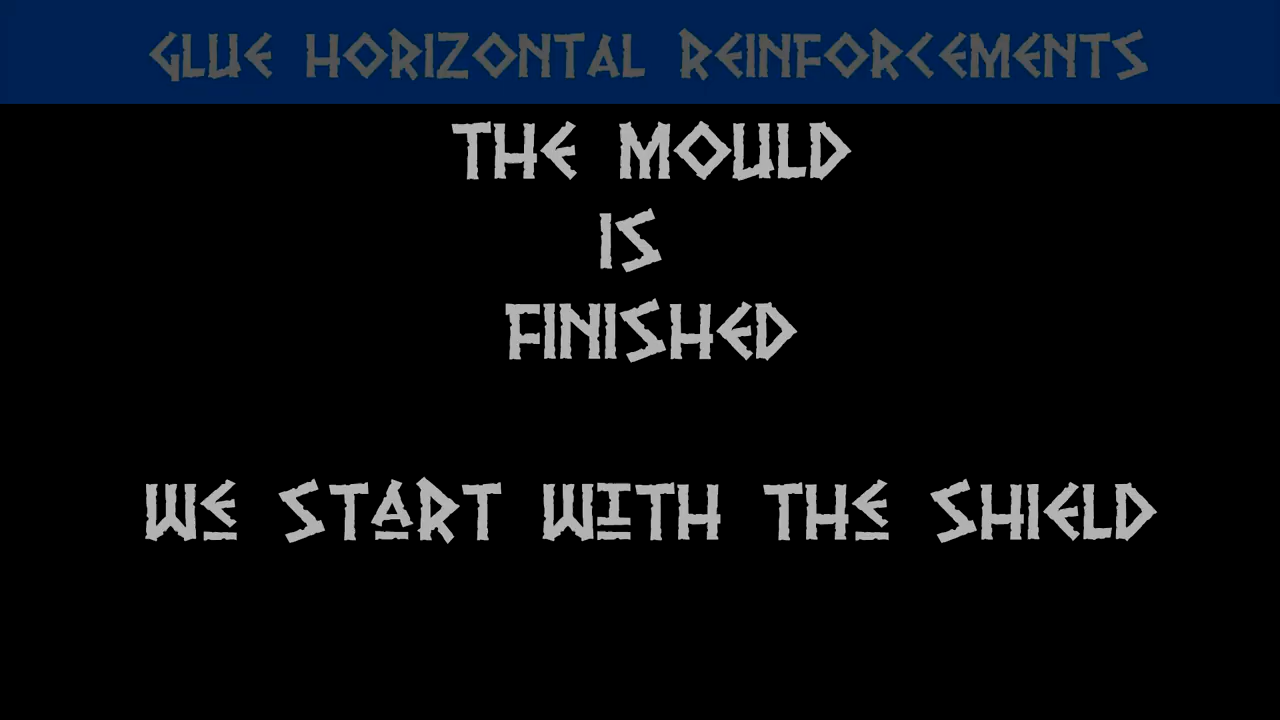 GLUE HORIZONTAL REINFORCEMENTS
THE MOULD
IS
FINISHED
WE START WITH THE SHIELD